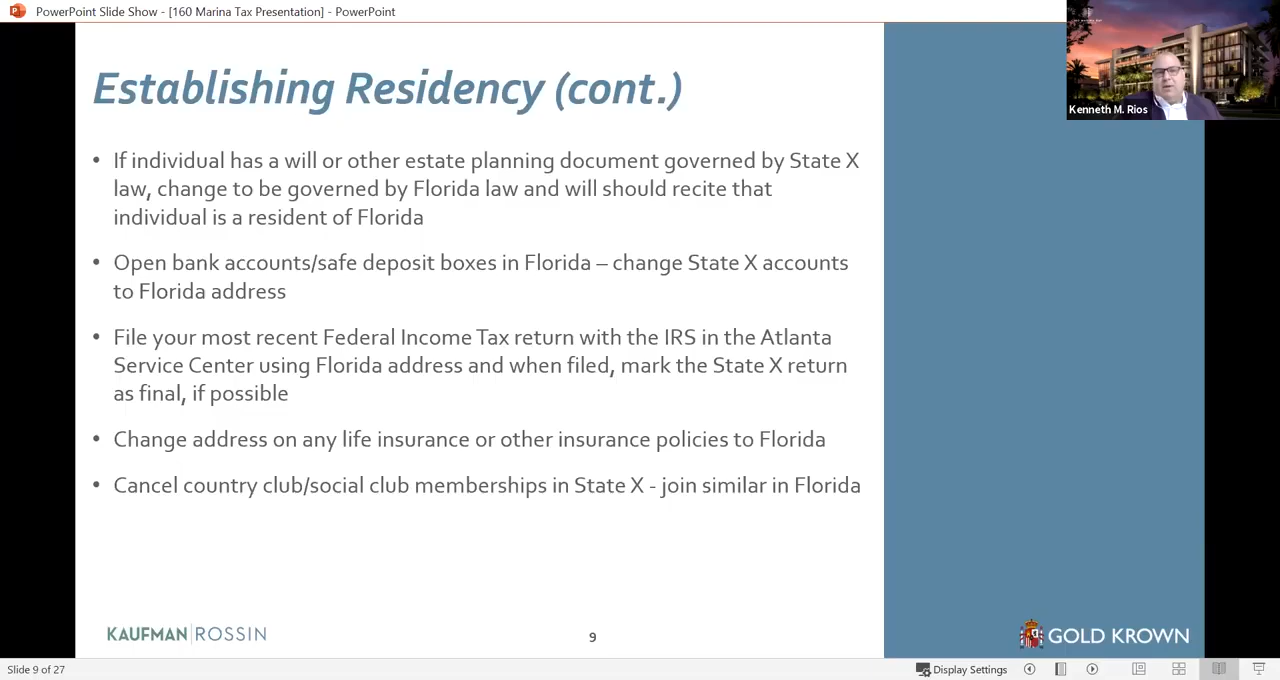 PowerPoint Slide Show - [160 Marina Tax Presentation] - PowerPoint
Kenneth M. Rios
Establishing Residency (cont.)
• If individual has a will or other estate planning document governed by State X
law, change to be governed by Florida law and will should recite that
individual is a resident of Florida
• Open bank accounts/safe deposit boxes in Florida – change State X accounts
to Florida address
• File your most recent Federal Income Tax return with the IRS in the Atlanta
Service Center using Florida address and when filed, mark the State X return
as final, if possible
• Change address on any life insurance or other insurance policies to Florida
• Cancel country club/social club memberships in State X - join similar in Florida
KAUFMAN ROSSIN
9
GOLD KROWN
Slide 9 of 27
Display Settings